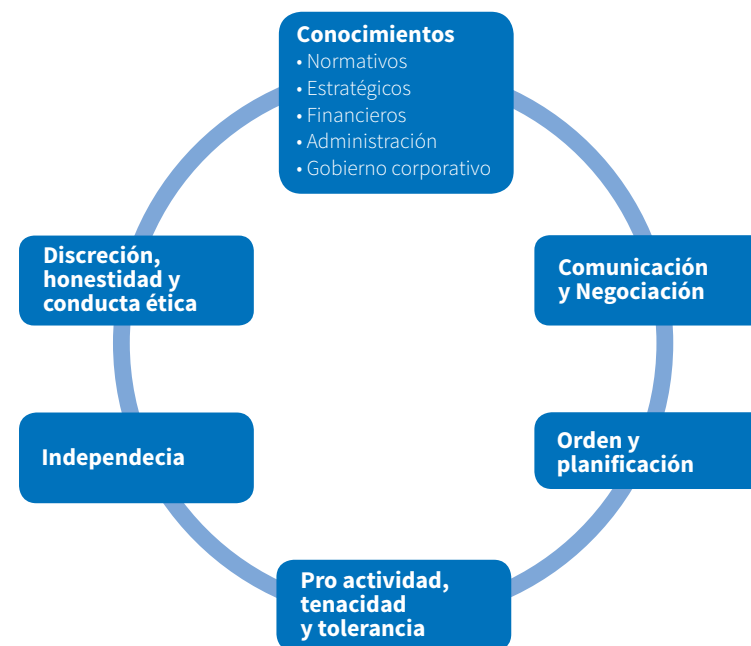 Conocimientos
• Normativos
• Estratégicos
• Financieros
• Administración
• Gobierno corporativo
Discreción,
honestidad y
conducta ética
Comunicación
y Negociación
Independecia
Orden y
planificación
Pro actividad,
tenacidad
y tolerancia